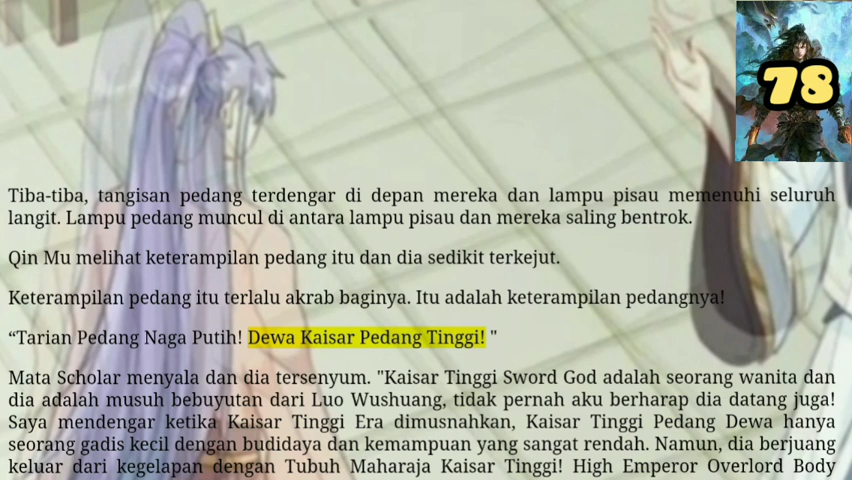 78
Tiba-tiba, tangisan pedang terdengar di depan mereka dan lampu pisau memenuhi seluruh
langit. Lampu pedang muncul di antara lampu pisau dan mereka saling bentrok.
Qin Mu melihat keterampilan pedang itu dan dia sedikit terkejut.
Keterampilan pedang itu terlalu akrab baginya. Itu adalah keterampilan pedangnya!
“Tarian Pedang Naga Putih! Dewa Kaisar Pedang Tinggi! "
Mata Scholar menyala dan dia tersenyum. "Kaisar Tinggi Sword God adalah seorang wanita dan
dia adalah musuh bebuyutan dari Luo Wushuang, tidak pernah aku berharap dia datang juga!
Saya mendengar ketika Kaisar Tinggi Era dimusnahkan, Kaisar Tinggi Pedang Dewa hanya
seorang gadis kecil dengan budidaya dan kemampuan yang sangat rendah. Namun, dia berjuang
keluar dari kegelapan dengan Tubuh Maharaja Kaisar Tinggi! High Emperor Overlord Body